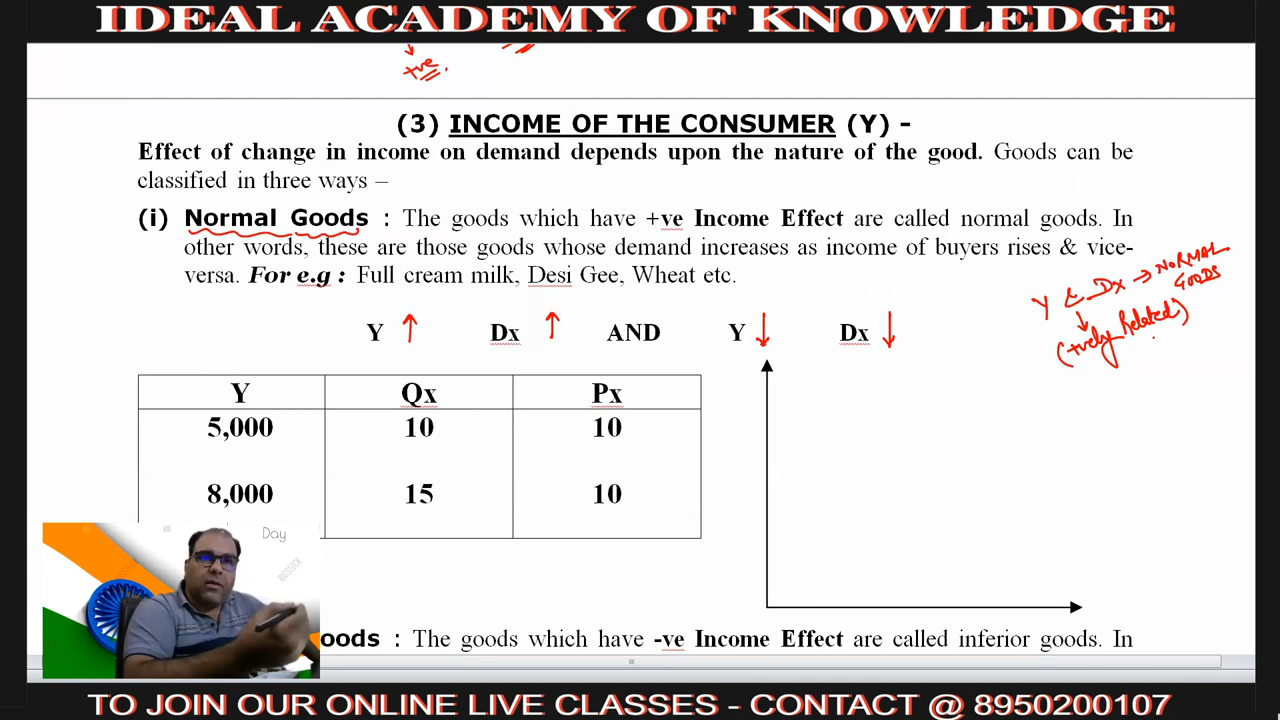 IDEAL ACADEMY OF KNOWLEDGE
+ve.
(3) INCOME OF THE CONSUMER (Y) -
Effect of change in income on demand depends upon the nature of the good. Goods can be
classified in three ways –
(i) Normal Goods : The goods which have +ve Income Effect are called normal goods. In
other words, these are those goods whose demand increases as income of buyers rises & vice-
versa. For e.g : Full cream milk, Desi Gee, Wheat etc.
Y & Dx → NORMAL
GOODS
(+vely Related)
Y ↑ Dx ↑ AND Y ↓ Dx ↓
Y Qx Px
5,000 10 10
8,000 15 10
Day
BIGSTOCK
oods : The goods which have -ve Income Effect are called inferior goods. In
TO JOIN OUR ONLINE LIVE CLASSES - CONTACT @ 8950200107